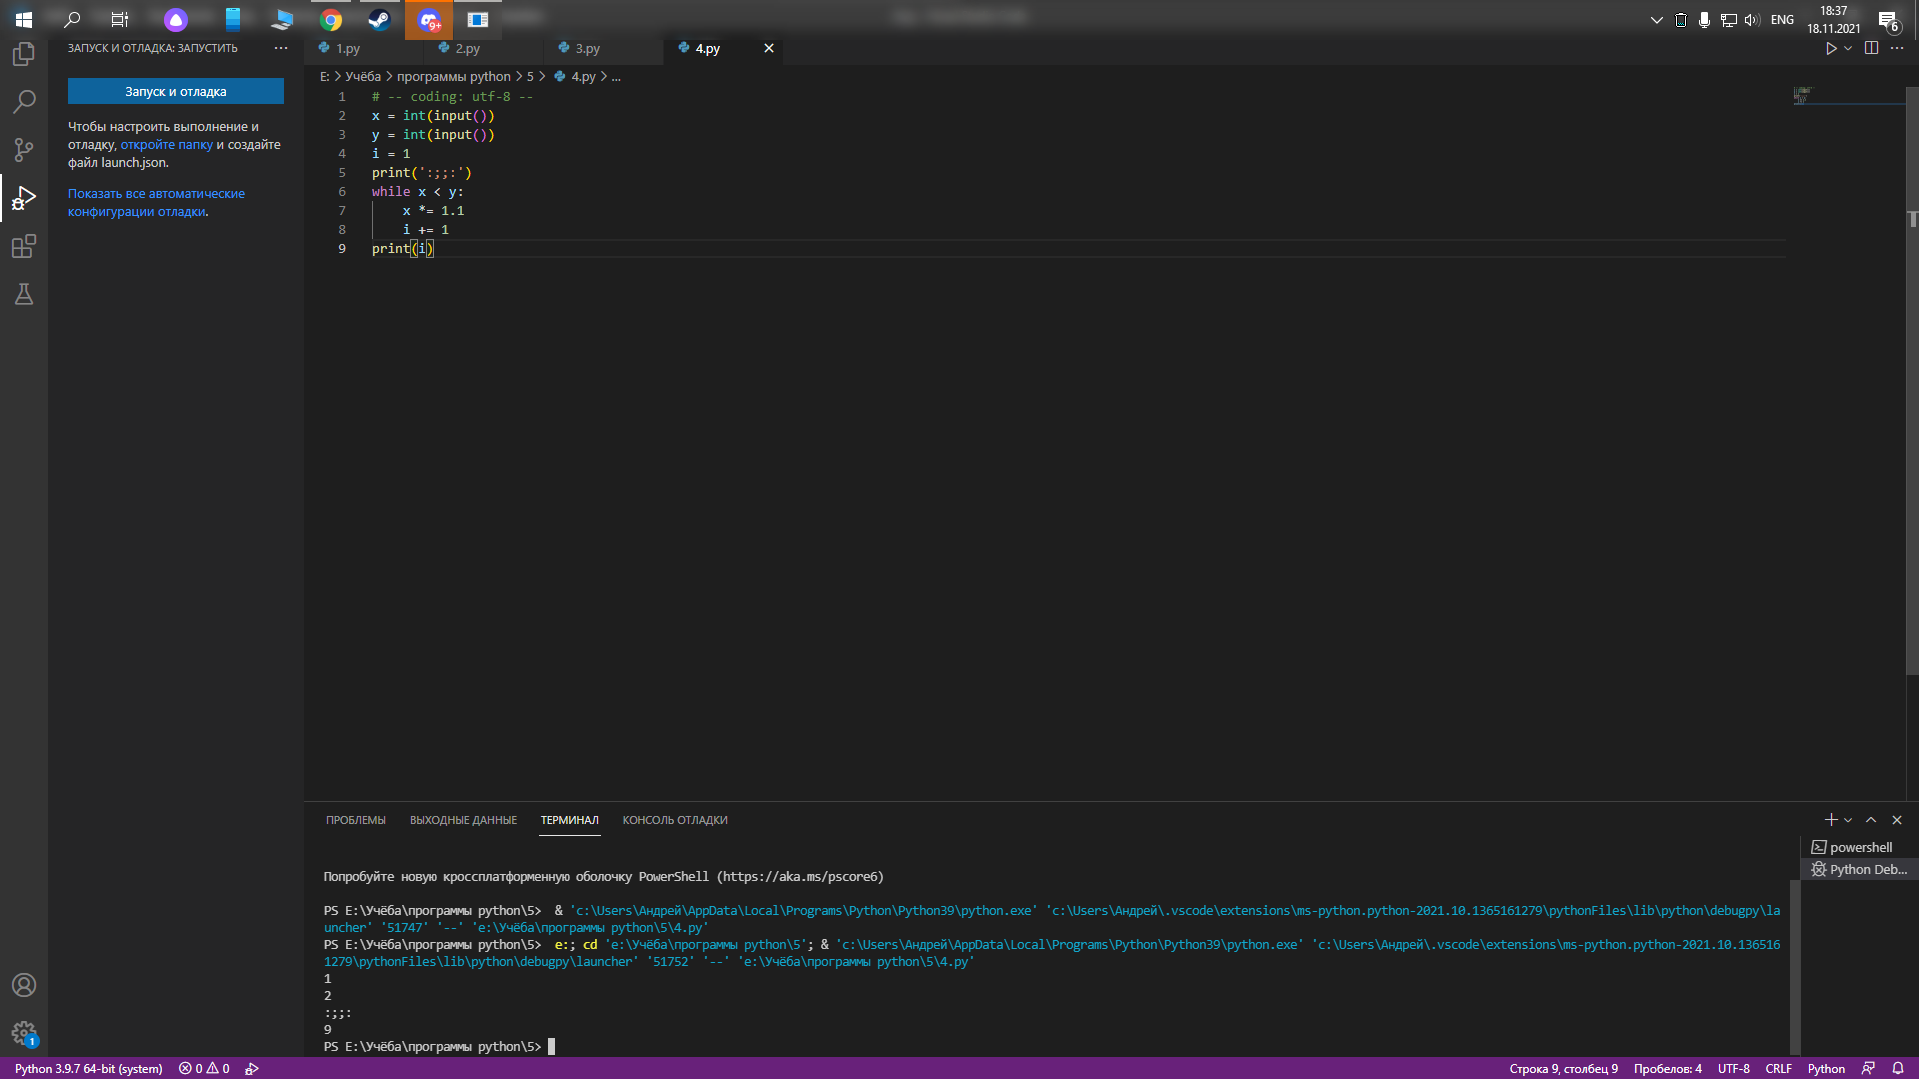 9+
ENG
18:37
18.11.2021
6
ЗАПУСК И ОТЛАДКА: ЗАПУСТИТЬ
1.py
2.py
3.py
4.py
E: > Учёба > программы python > 5 > 4.py > ...
Запуск и отладка
Чтобы настроить выполнение и
отладку, откройте папку и создайте
файл launch.json.
Показать все автоматические
конфигурации отладки.
1 # -- coding: utf-8 --
2 x = int(input())
3 y = int(input())
4 i = 1
5 print(':;;:')
6 while x < y:
7 x *= 1.1
8 i += 1
9 print(i)
ПРОБЛЕМЫ ВЫХОДНЫЕ ДАННЫЕ ТЕРМИНАЛ КОНСОЛЬ ОТЛАДКИ
powershell
Python Deb...
Попробуйте новую кроссплатформенную оболочку PowerShell (https://aka.ms/pscore6)
PS E:\Учёба\программы python\5>  & 'c:\Users\Андрей\AppData\Local\Programs\Python\Python39\python.exe' 'c:\Users\Андрей\.vscode\extensions\ms-python.python-2021.10.1365161279\pythonFiles\lib\python\debugpy\la
uncher' '51747' '--' 'e:\Учёба\программы python\5\4.py'
PS E:\Учёба\программы python\5>  e:; cd 'e:\Учёба\программы python\5'; & 'c:\Users\Андрей\AppData\Local\Programs\Python\Python39\python.exe' 'c:\Users\Андрей\.vscode\extensions\ms-python.python-2021.10.136516
1279\pythonFiles\lib\python\debugpy\launcher' '51752' '--' 'e:\Учёба\программы python\5\4.py'
1
2
:;;:
9
PS E:\Учёба\программы python\5>
1
Python 3.9.7 64-bit (system) 0 0 Строка 9, столбец 9 Пробелов: 4 UTF-8 CRLF Python